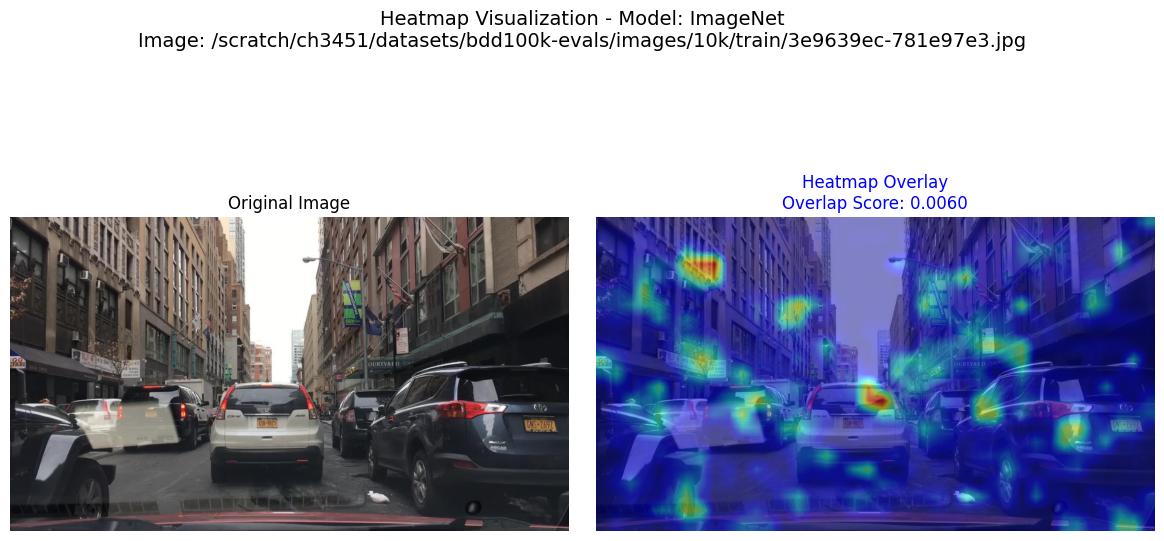 Heatmap Visualization - Model: ImageNet
Image: /scratch/ch3451/datasets/bdd100k-evals/images/10k/train/3e9639ec-781e97e3.jpg
Original Image
Heatmap Overlay
Overlap Score: 0.0060